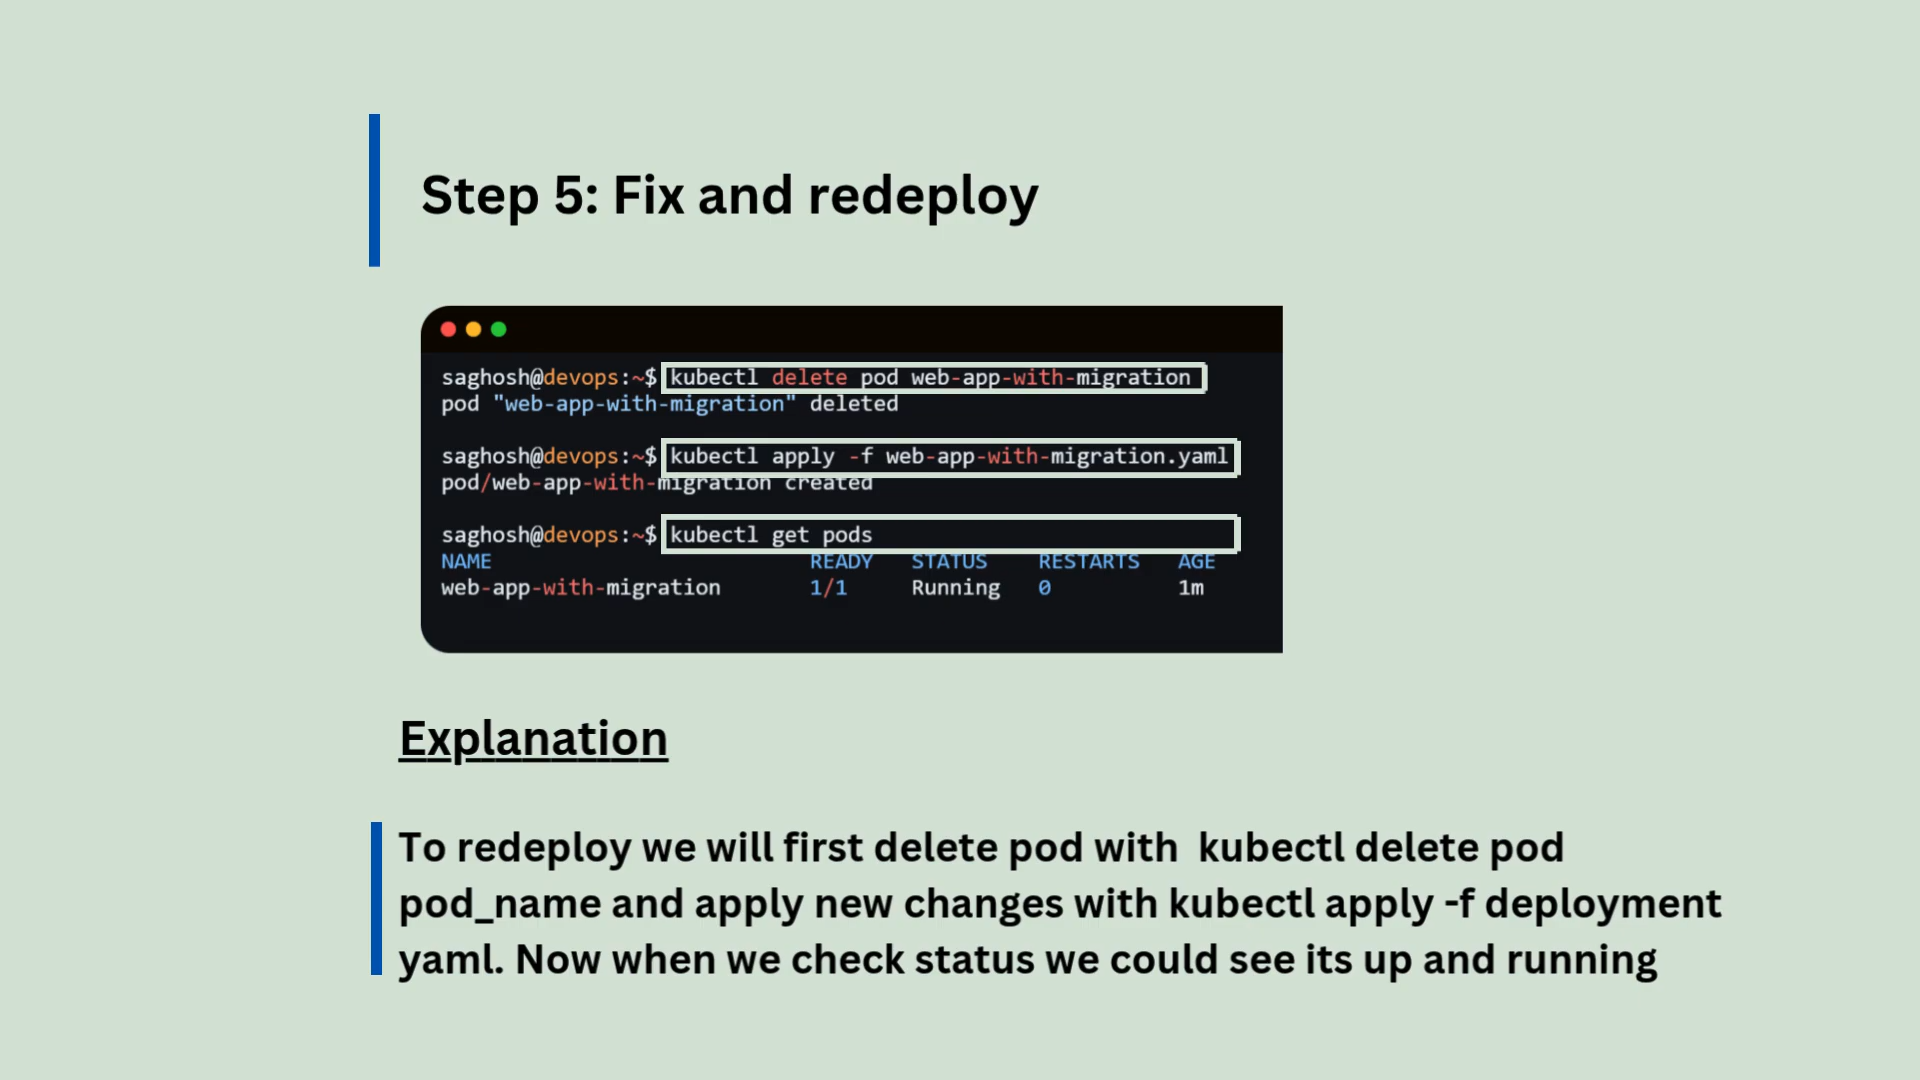 Step 5: Fix and redeploy
saghosh@devops:~$ kubectl delete pod web-app-with-migration
pod "web-app-with-migration" deleted
saghosh@devops:~$ kubectl apply -f web-app-with-migration.yaml
pod/web-app-with-migration created
saghosh@devops:~$ kubectl get pods
NAME READY STATUS RESTARTS AGE
web-app-with-migration 1/1 Running 0 1m
Explanation
To redeploy we will first delete pod with kubectl delete pod
pod_name and apply new changes with kubectl apply -f deployment
yaml. Now when we check status we could see its up and running